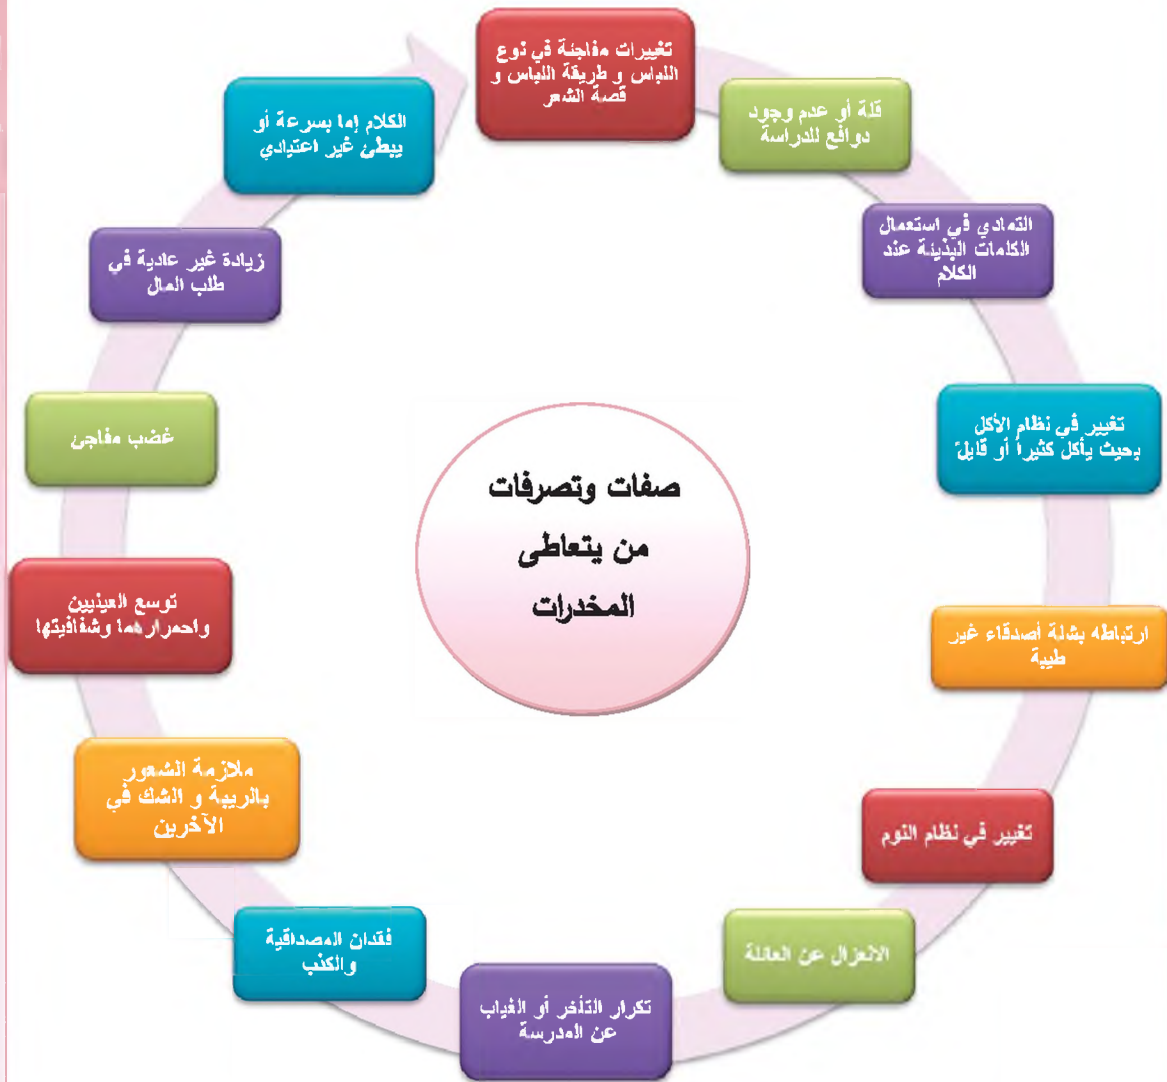 تغييرات مفاجئة في نوع
اللباس و طريقة اللباس و
قصة الشعر
قلة أو عدم وجود
دوافع للدراسة
التمادي في استعمال
الكلمات البذيئة عند
الكلام
تغيير في نظام الأكل
بحيث يأكل كثيراً أو قليلً
ارتباطه بشلة أصدقاء غير
طيبة
تغيير في نظام النوم
الانعزال عن العائلة
تكرار التأخر أو الغياب
عن المدرسة
فقدان المصداقية
والكذب
ملازمة الشعور
بالريبة و الشك في
الآخرين
توسع العينيين
واحمرارهما وشفافيتها
غضب مفاجئ
زيادة غير عادية في
طلب المال
الكلام إما بسرعة أو
ببطئ غير اعتيادي
صفات وتصرفات
من يتعاطى
المخدرات